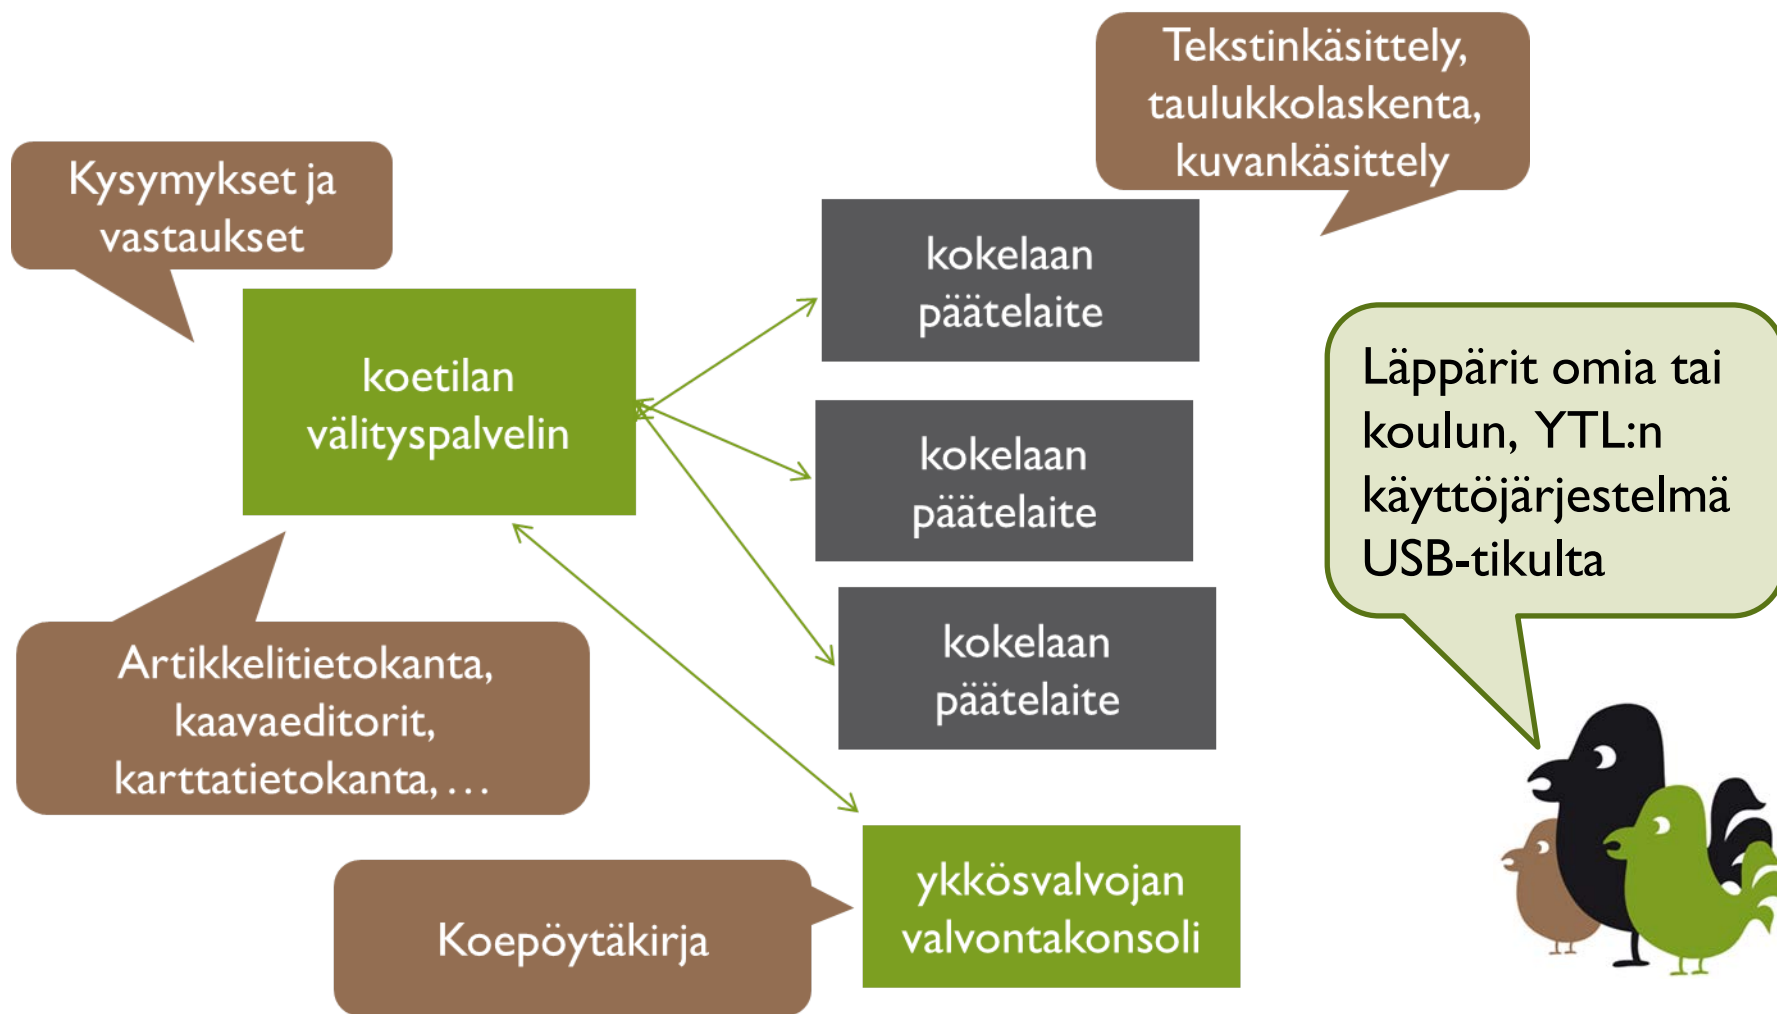 Tekstinkäsittely,
taulukkolaskenta,
kuvankäsittely
Kysymykset ja
vastaukset
kokelaan
päätelaite
koetilan
välityspalvelin
Läppärit omia tai
koulun, YTL:n
käyttöjärjestelmä
USB-tikulta
kokelaan
päätelaite
kokelaan
päätelaite
Artikkelitietokanta,
kaavaeditorit,
karttatietokanta, …
ykkösvalvojan
valvontakonsoli
Koepöytäkirja